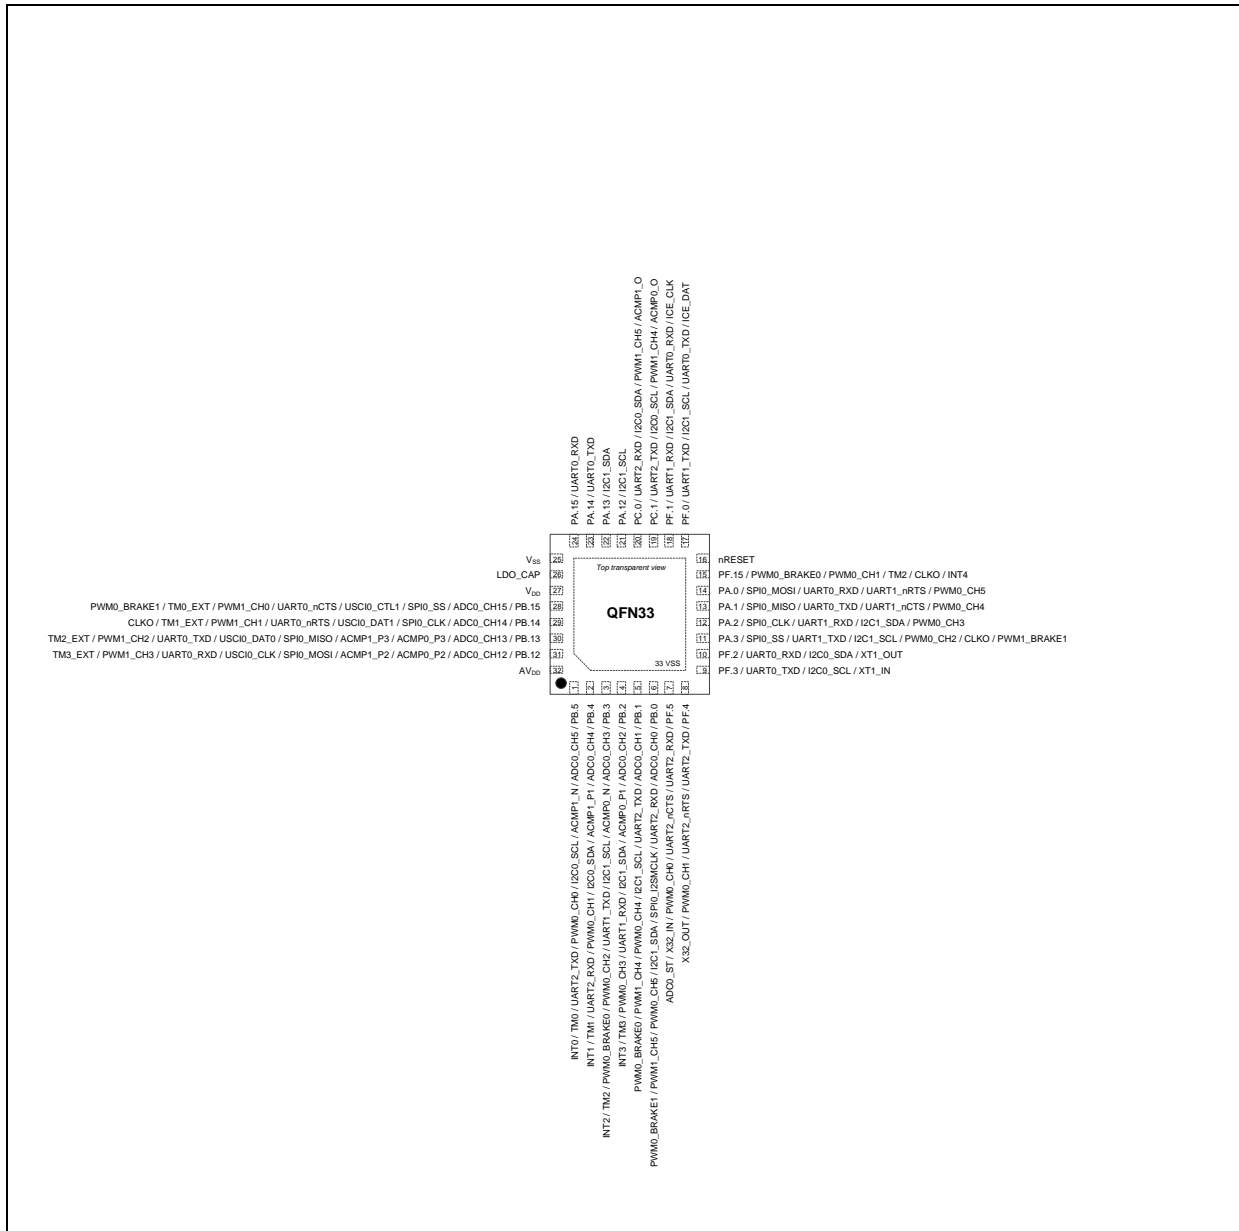 PA.15 / UART0_RXD
PA.14 / UART0_TXD
PA.13 / I2C1_SDA
PA.12 / I2C1_SCL
PC.0 / UART2_RXD / I2C0_SDA / PWM1_CH5 / ACMP1_O
PC.1 / UART2_TXD / I2C0_SCL / PWM1_CH4 / ACMP0_O
PF.1 / UART1_RXD / I2C1_SDA / UART0_RXD / ICE_CLK
PF.0 / UART1_TXD / I2C1_SCL / UART0_TXD / ICE_DAT
24 23 22 21 20 19 18 17
VSS 25
LDO_CAP 26
VDD 27
PWM0_BRAKE1 / TM0_EXT / PWM1_CH0 / UART0_nCTS / USCI0_CTL1 / SPI0_SS / ADC0_CH15 / PB.15 28
CLKO / TM1_EXT / PWM1_CH1 / UART0_nRTS / USCI0_DAT1 / SPI0_CLK / ADC0_CH14 / PB.14 29
TM2_EXT / PWM1_CH2 / UART0_TXD / USCI0_DAT0 / SPI0_MISO / ACMP1_P3 / ACMP0_P3 / ADC0_CH13 / PB.13 30
TM3_EXT / PWM1_CH3 / UART0_RXD / USCI0_CLK / SPI0_MOSI / ACMP1_P2 / ACMP0_P2 / ADC0_CH12 / PB.12 31
AVDD 32
Top transparent view
QFN33
33 VSS
16 nRESET
15 PF.15 / PWM0_BRAKE0 / PWM0_CH1 / TM2 / CLKO / INT4
14 PA.0 / SPI0_MOSI / UART0_RXD / UART1_nRTS / PWM0_CH5
13 PA.1 / SPI0_MISO / UART0_TXD / UART1_nCTS / PWM0_CH4
12 PA.2 / SPI0_CLK / UART1_RXD / I2C1_SDA / PWM0_CH3
11 PA.3 / SPI0_SS / UART1_TXD / I2C1_SCL / PWM0_CH2 / CLKO / PWM1_BRAKE1
10 PF.2 / UART0_RXD / I2C0_SDA / XT1_OUT
9 PF.3 / UART0_TXD / I2C0_SCL / XT1_IN
1 2 3 4 5 6 7 8
INT0 / TM0 / UART2_TXD / PWM0_CH0 / I2C0_SCL / ACMP1_N / ADC0_CH5 / PB.5
INT1 / TM1 / UART2_RXD / PWM0_CH1 / I2C0_SDA / ACMP1_P1 / ADC0_CH4 / PB.4
INT2 / TM2 / PWM0_BRAKE0 / PWM0_CH2 / UART1_TXD / I2C1_SCL / ACMP0_N / ADC0_CH3 / PB.3
INT3 / TM3 / PWM0_CH3 / UART1_RXD / I2C1_SDA / ACMP0_P1 / ADC0_CH2 / PB.2
PWM0_BRAKE0 / PWM1_CH4 / PWM0_CH4 / I2C1_SCL / UART2_TXD / ADC0_CH1 / PB.1
PWM0_BRAKE1 / PWM1_CH5 / PWM0_CH5 / I2C1_SDA / SPI0_I2SMCLK / UART2_RXD / ADC0_CH0 / PB.0
ADC0_ST / X32_IN / PWM0_CH0 / UART2_nCTS / UART2_RXD / PF.5
X32_OUT / PWM0_CH1 / UART2_nRTS / UART2_TXD / PF.4